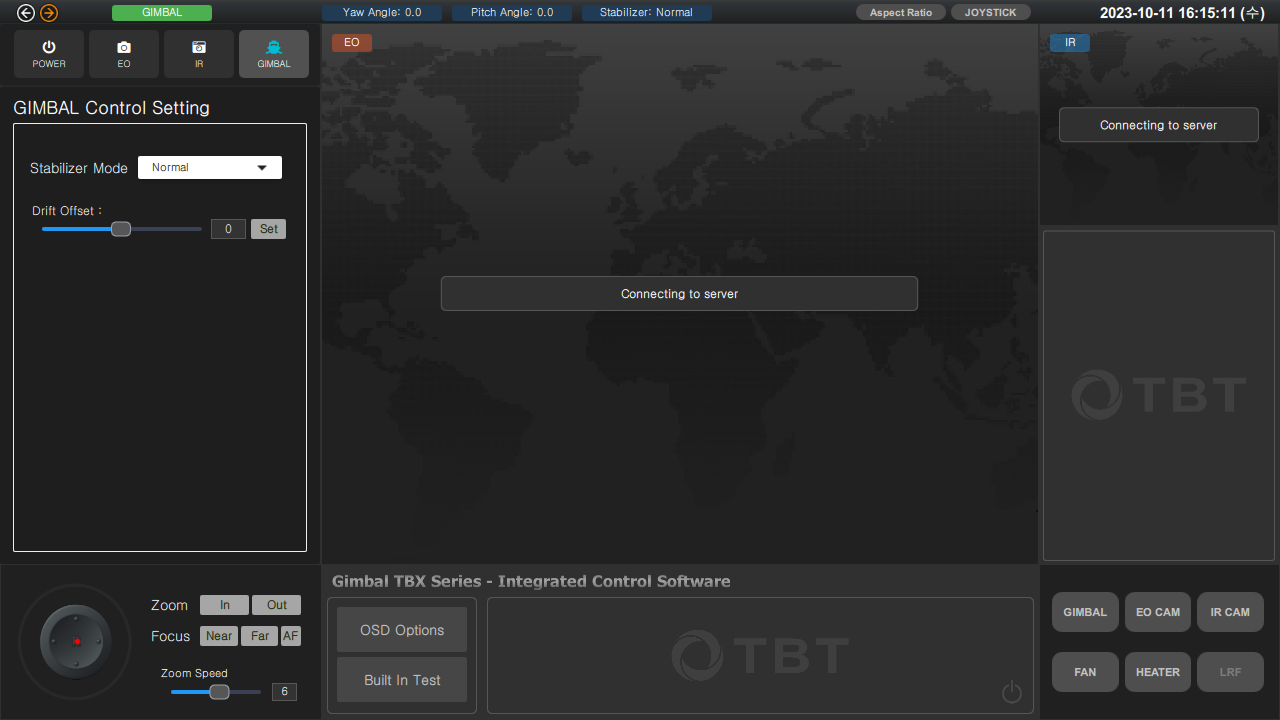 GIMBAL
Yaw Angle: 0.0
Pitch Angle: 0.0
Stabilizer: Normal
Aspect Ratio
JOYSTICK
2023-10-11 16:15:11 (수)
POWER
EO
IR
GIMBAL
EO
IR
GIMBAL Control Setting
Stabilizer Mode
Normal
Drift Offset :
0
Set
Connecting to server
Connecting to server
TBT
Zoom
In
Out
Focus
Near
Far
AF
Zoom Speed
6
Gimbal TBX Series - Integrated Control Software
OSD Options
Built In Test
TBT
GIMBAL
EO CAM
IR CAM
FAN
HEATER
LRF